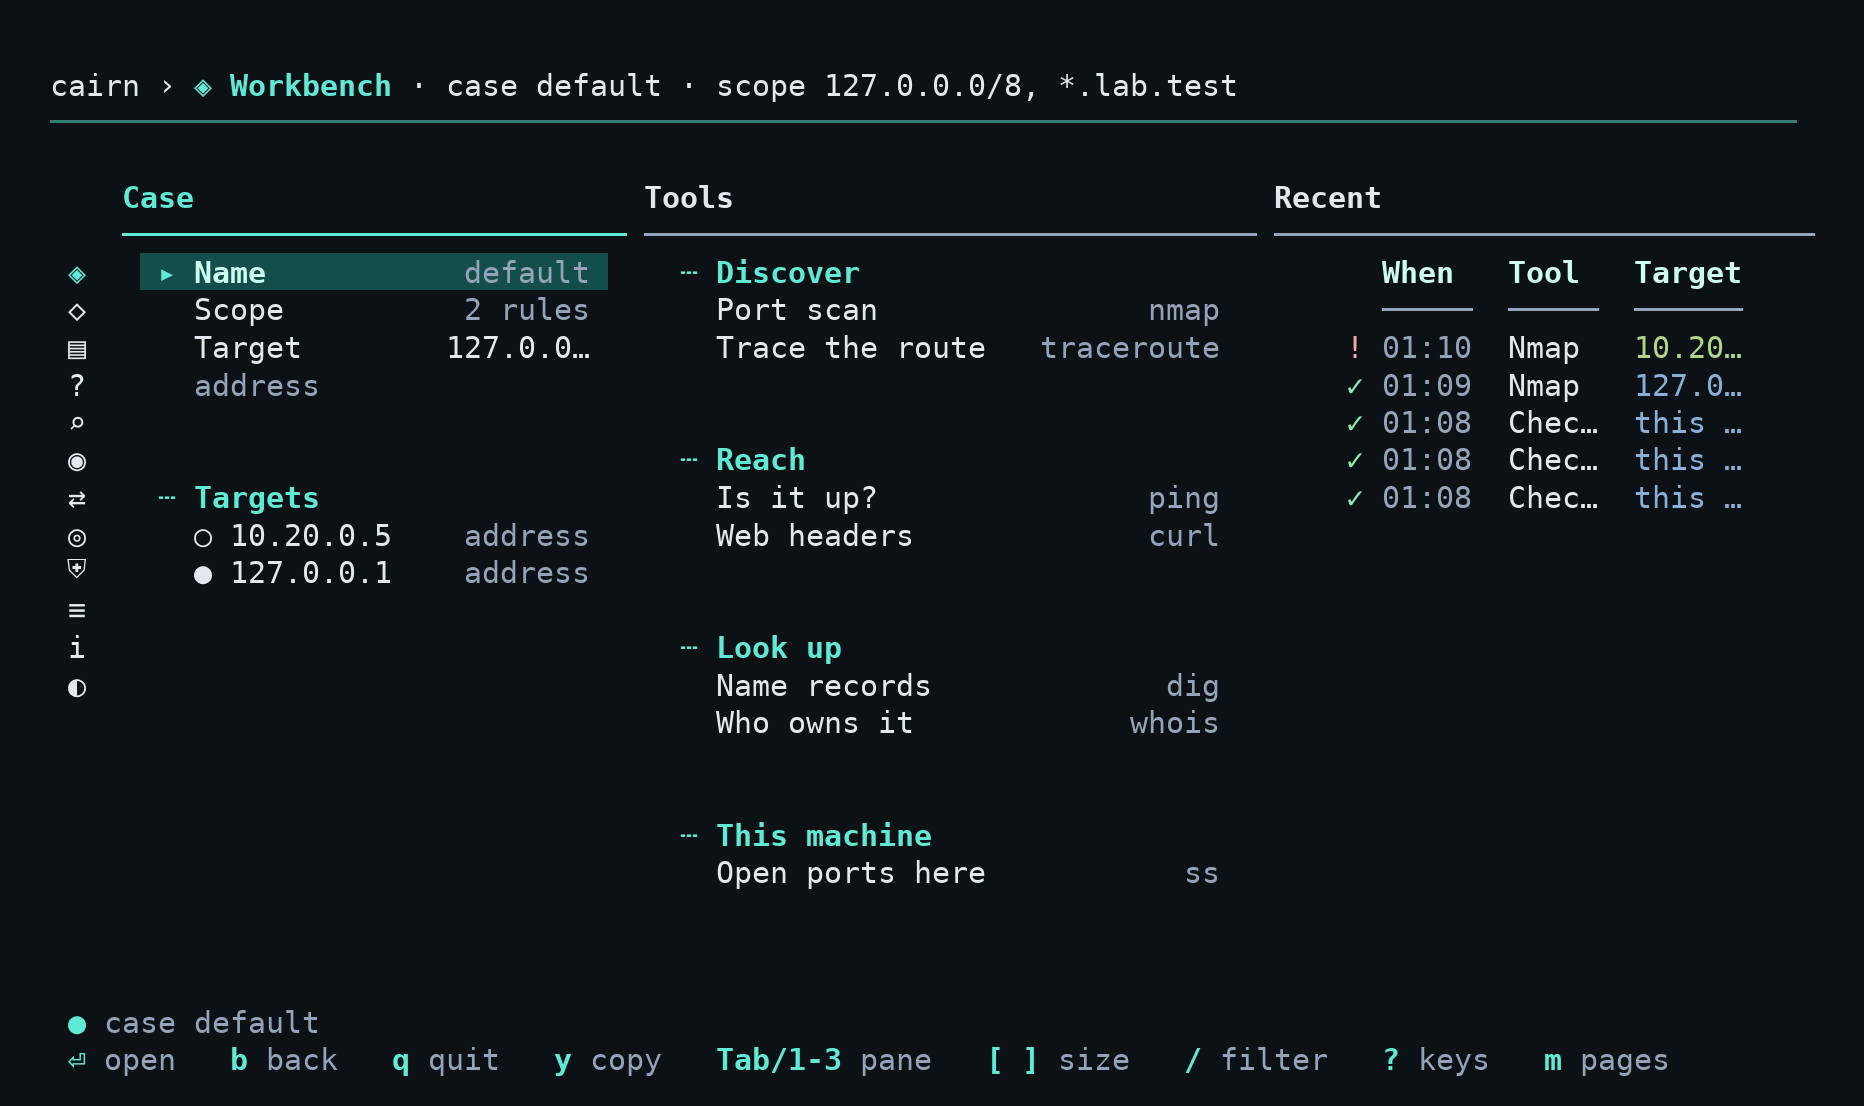 cairn › ◈ Workbench · case default · scope 127.0.0.0/8, *.lab.test
Case
▸ Name default
Scope 2 rules
Target 127.0.0…
address
┄ Targets
○ 10.20.0.5 address
● 127.0.0.1 address
Tools
┄ Discover
Port scan nmap
Trace the route traceroute
┄ Reach
Is it up? ping
Web headers curl
┄ Look up
Name records dig
Who owns it whois
┄ This machine
Open ports here ss
Recent
When Tool Target
! 01:10 Nmap 10.20…
✓ 01:09 Nmap 127.0…
✓ 01:08 Chec… this …
✓ 01:08 Chec… this …
✓ 01:08 Chec… this …
● case default
⏎ open b back q quit y copy Tab/1-3 pane [ ] size / filter ? keys m pages